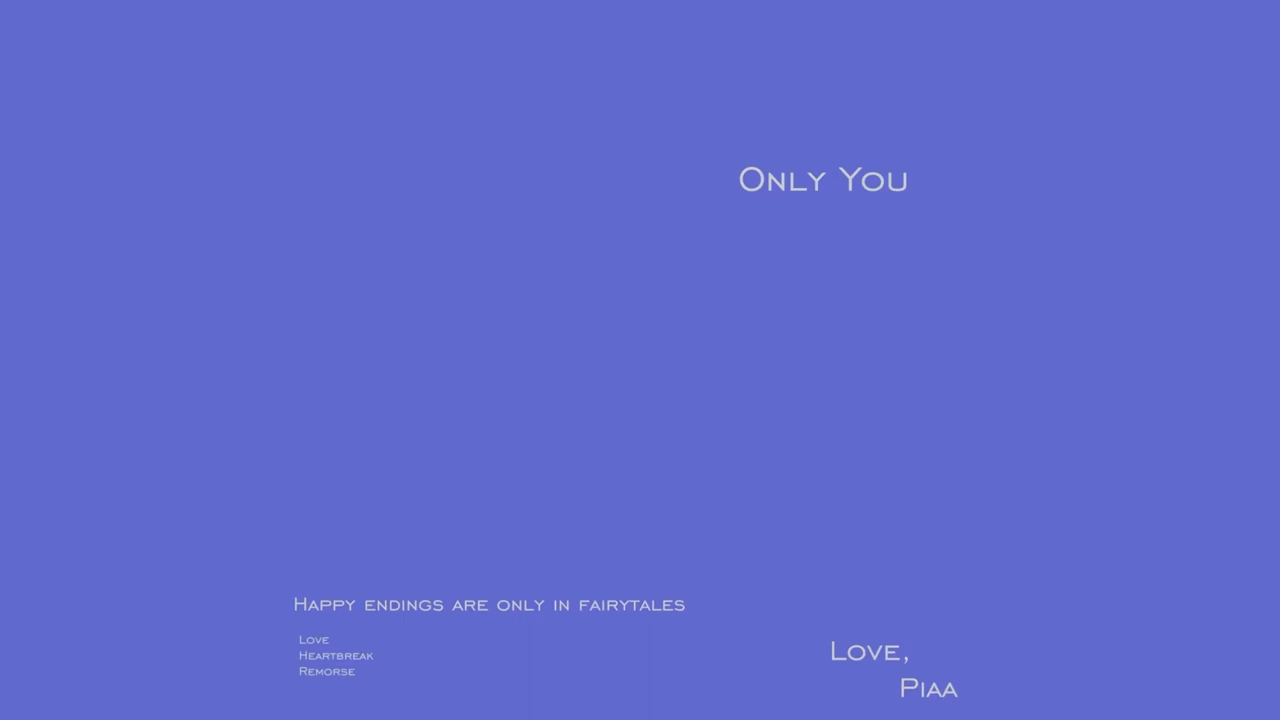 Only You
Happy endings are only in fairytales
Love
Heartbreak
Remorse
Love,
Piaa